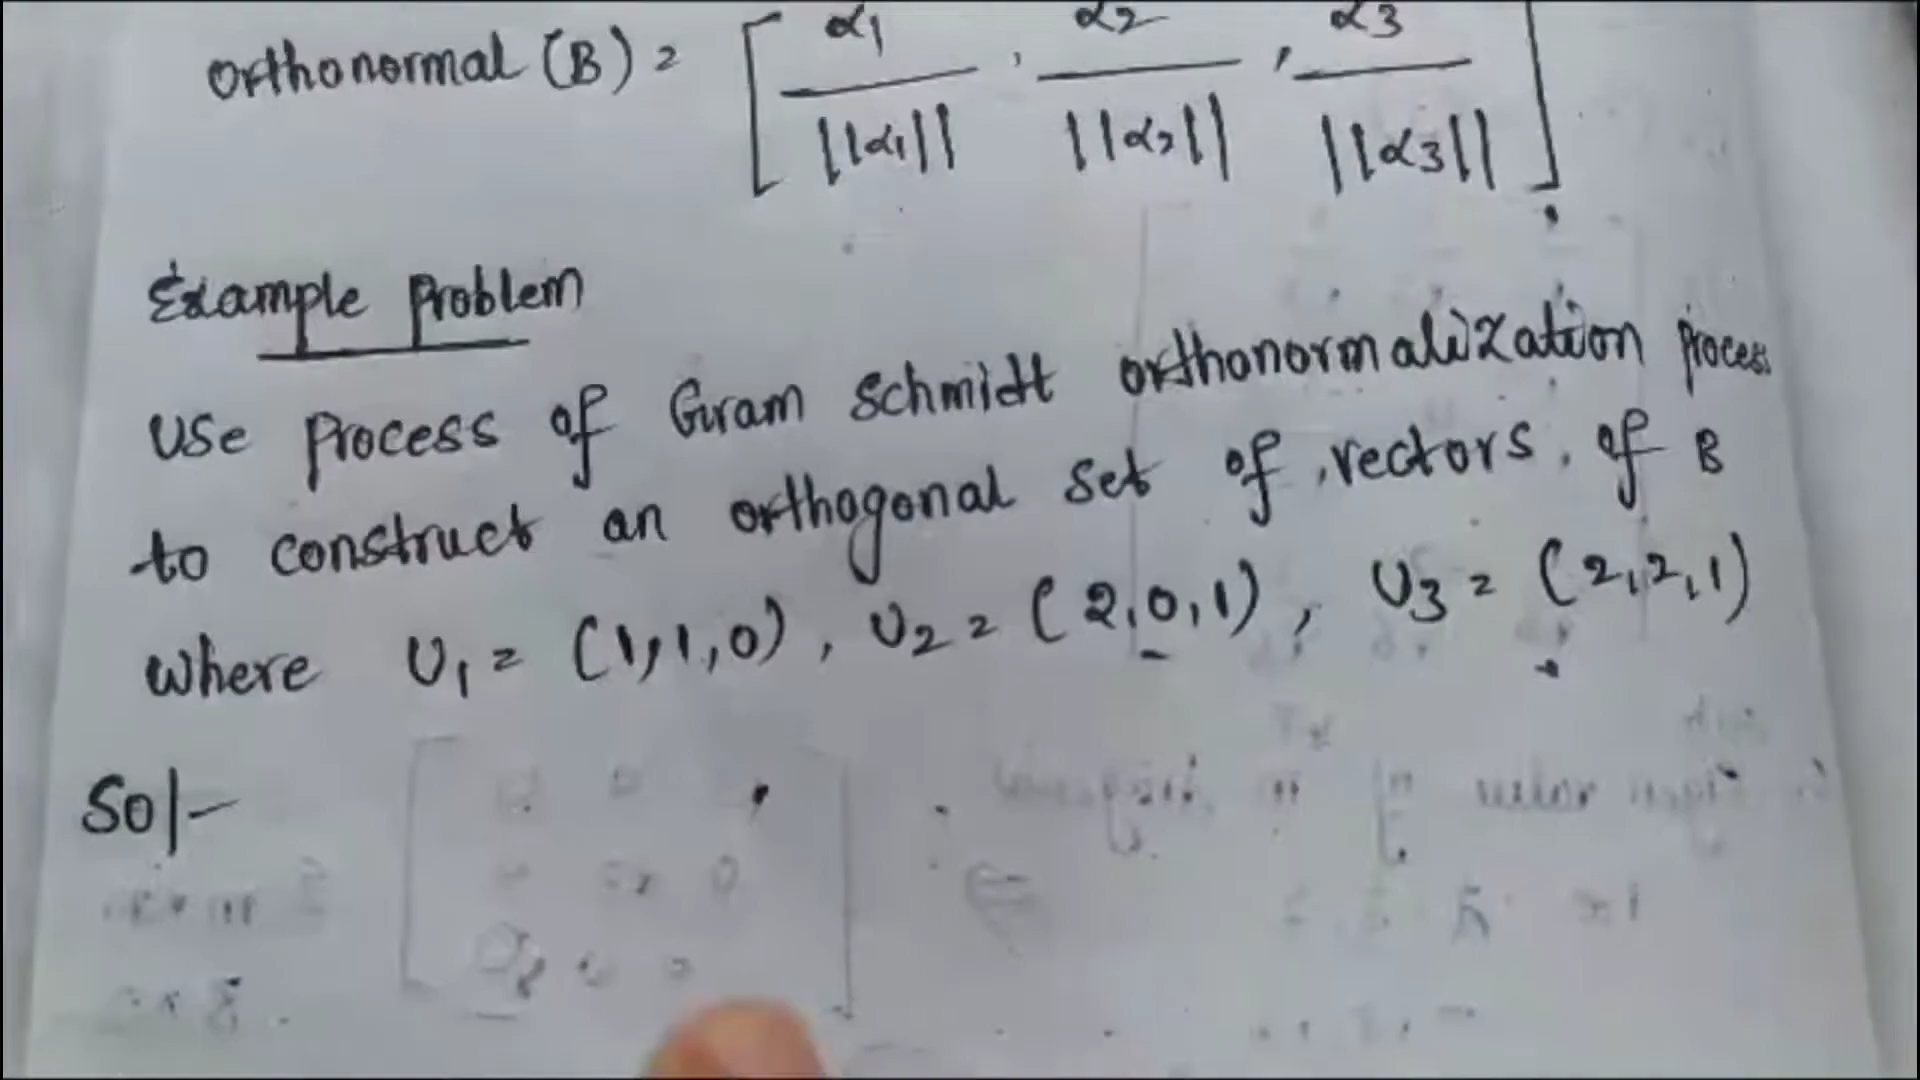 orthonormal (B) = [ α1 / ||α1|| , α2 / ||α2|| , α3 / ||α3|| ]
Example Problem
Use process of Gram Schmidt orthonormalization process
to construct an orthogonal set of vectors. of B
where U1 = (1,1,0), U2 = (2,0,1), U3 = (2,2,1)
Sol-